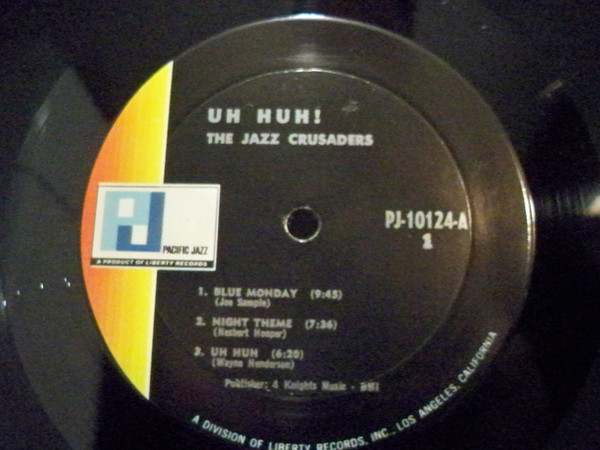 UH HUH!
THE JAZZ CRUSADERS
PJ
PACIFIC JAZZ
A PRODUCT OF LIBERTY RECORDS
PJ-10124-A
1
1. BLUE MONDAY (9:45)
(Joe Sample)
2. NIGHT THEME (7:36)
(Nesbert Hooper)
3. UH HUH (6:20)
(Wayne Henderson)
Publisher: 4 Knights Music - BMI
A DIVISION OF LIBERTY RECORDS, INC., LOS ANGELES, CALIFORNIA